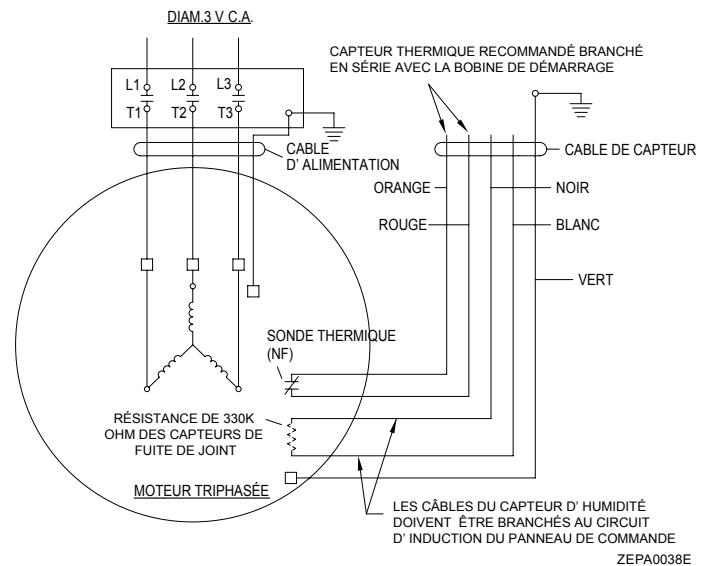 DIAM.3 V C.A.
CAPTEUR THERMIQUE RECOMMANDÉ BRANCHÉ
EN SÉRIE AVEC LA BOBINE DE DÉMARRAGE
L1
L2
L3
T1
T2
T3
CABLE
D' ALIMENTATION
CABLE DE CAPTEUR
ORANGE
NOIR
ROUGE
BLANC
VERT
SONDE THERMIQUE
(NF)
RÉSISTANCE DE 330K
OHM DES CAPTEURS DE
FUITE DE JOINT
MOTEUR TRIPHASÉE
LES CÂBLES DU CAPTEUR D' HUMIDITÉ
DOIVENT ÊTRE BRANCHÉS AU CIRCUIT
D' INDUCTION DU PANNEAU DE COMMANDE
ZEPA0038E